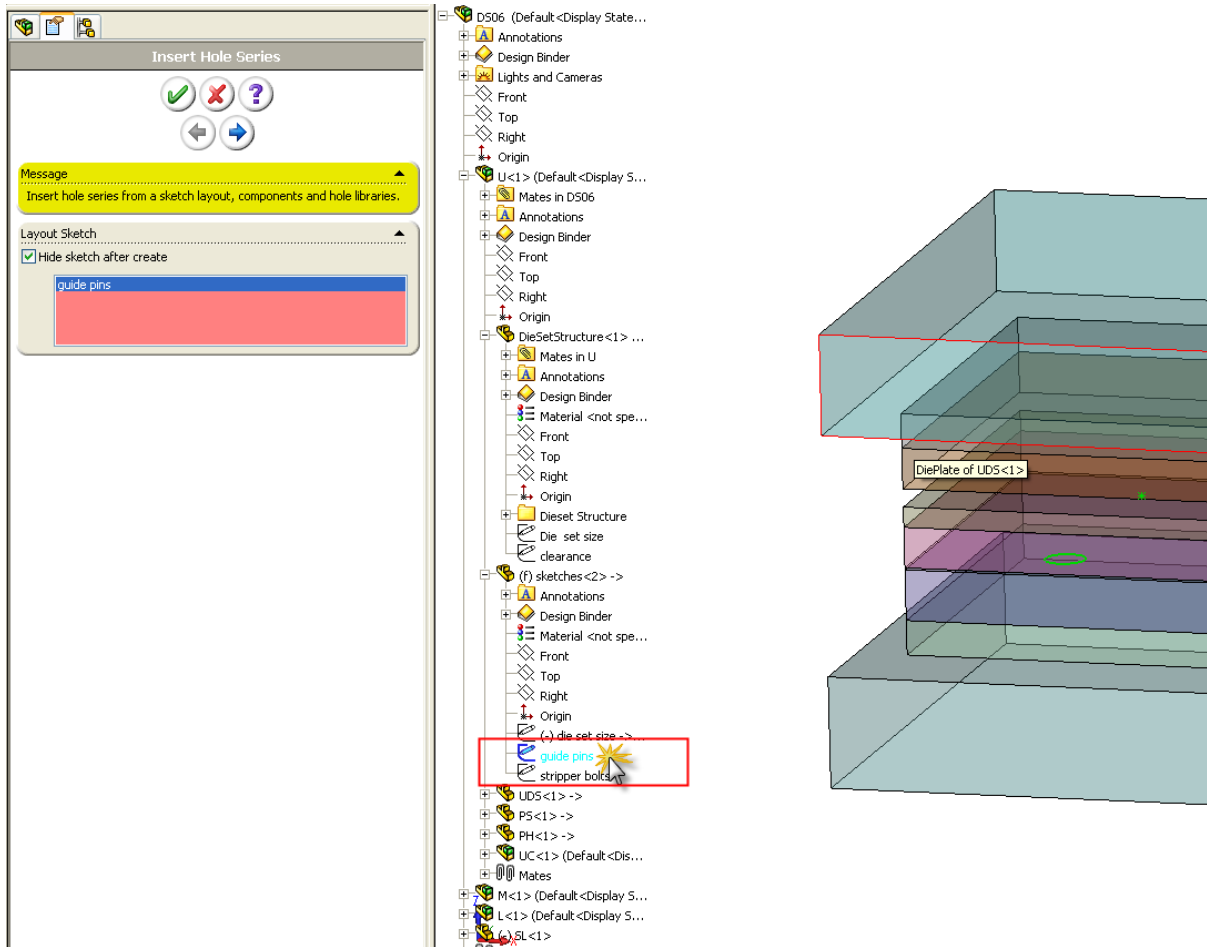 Insert Hole Series
?
Message
Insert hole series from a sketch layout, components and hole libraries.
Layout Sketch
Hide sketch after create
guide pins
DS06 (Default<Display State...
Annotations
Design Binder
Lights and Cameras
Front
Top
Right
Origin
U<1> (Default<Display S...
Mates in DS06
Annotations
Design Binder
Front
Top
Right
Origin
DieSetStructure<1> ...
Mates in U
Annotations
Design Binder
Material <not spe...
Front
Top
Right
Origin
Dieset Structure
Die set size
clearance
(f) sketches<2> ->
Annotations
Design Binder
Material <not spe...
Front
Top
Right
Origin
(-) die set size ->...
guide pins
stripper bolts
UDS<1> ->
PS<1> ->
PH<1> ->
UC<1> (Default<Dis...
Mates
M<1> (Default<Display S...
L<1> (Default<Display S...
(-) SL<1>
Z
X
DiePlate of UDS<1>